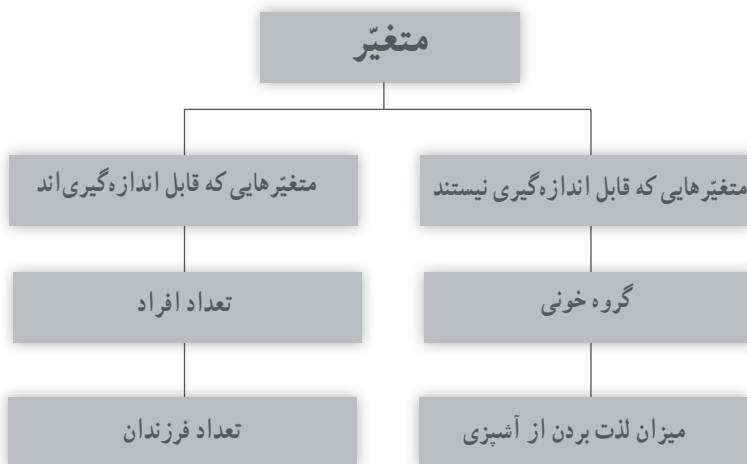 متغیّر
متغیّرهایی که قابل اندازه‌گیری نیستند
متغیّرهایی که قابل اندازه‌گیری‌اند
گروه خونی
تعداد افراد
میزان لذت بردن از آشپزی
تعداد فرزندان